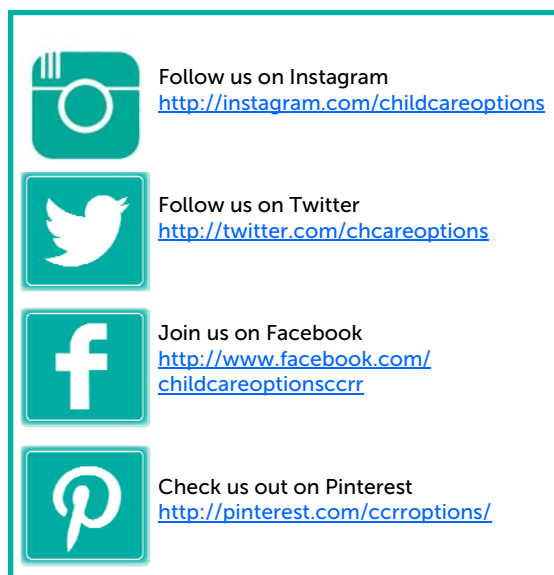 Follow us on Instagram
http://instagram.com/childcareoptions
Follow us on Twitter
http://twitter.com/chcareoptions
Join us on Facebook
http://www.facebook.com/
childcareoptionsccrr
Check us out on Pinterest
http://pinterest.com/ccrroptions/